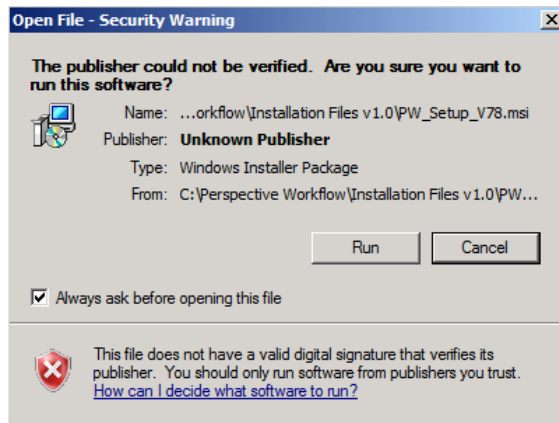 Open File - Security Warning
The publisher could not be verified.  Are you sure you want to
run this software?
Name: ...orkflow\Installation Files v1.0\PW_Setup_V78.msi
Publisher: Unknown Publisher
Type: Windows Installer Package
From: C:\Perspective Workflow\Installation Files v1.0\PW...
Run Cancel
Always ask before opening this file
This file does not have a valid digital signature that verifies its
publisher.  You should only run software from publishers you trust.
How can I decide what software to run?